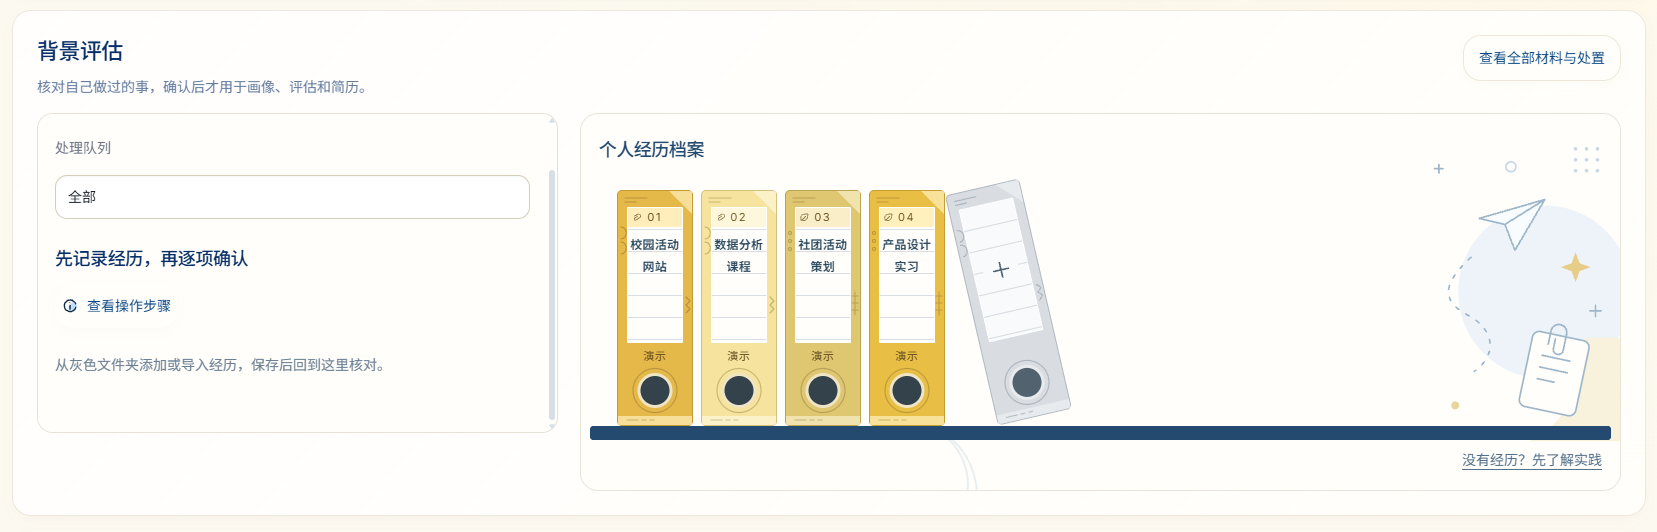 背景评估
查看全部材料与处置
核对自己做过的事，确认后才用于画像、评估和简历。
处理队列
全部
先记录经历，再逐项确认
查看操作步骤
从灰色文件夹添加或导入经历，保存后回到这里核对。
个人经历档案
01
校园活动
网站
演示
02
数据分析
课程
演示
03
社团活动
策划
演示
04
产品设计
实习
演示
没有经历？先了解实践